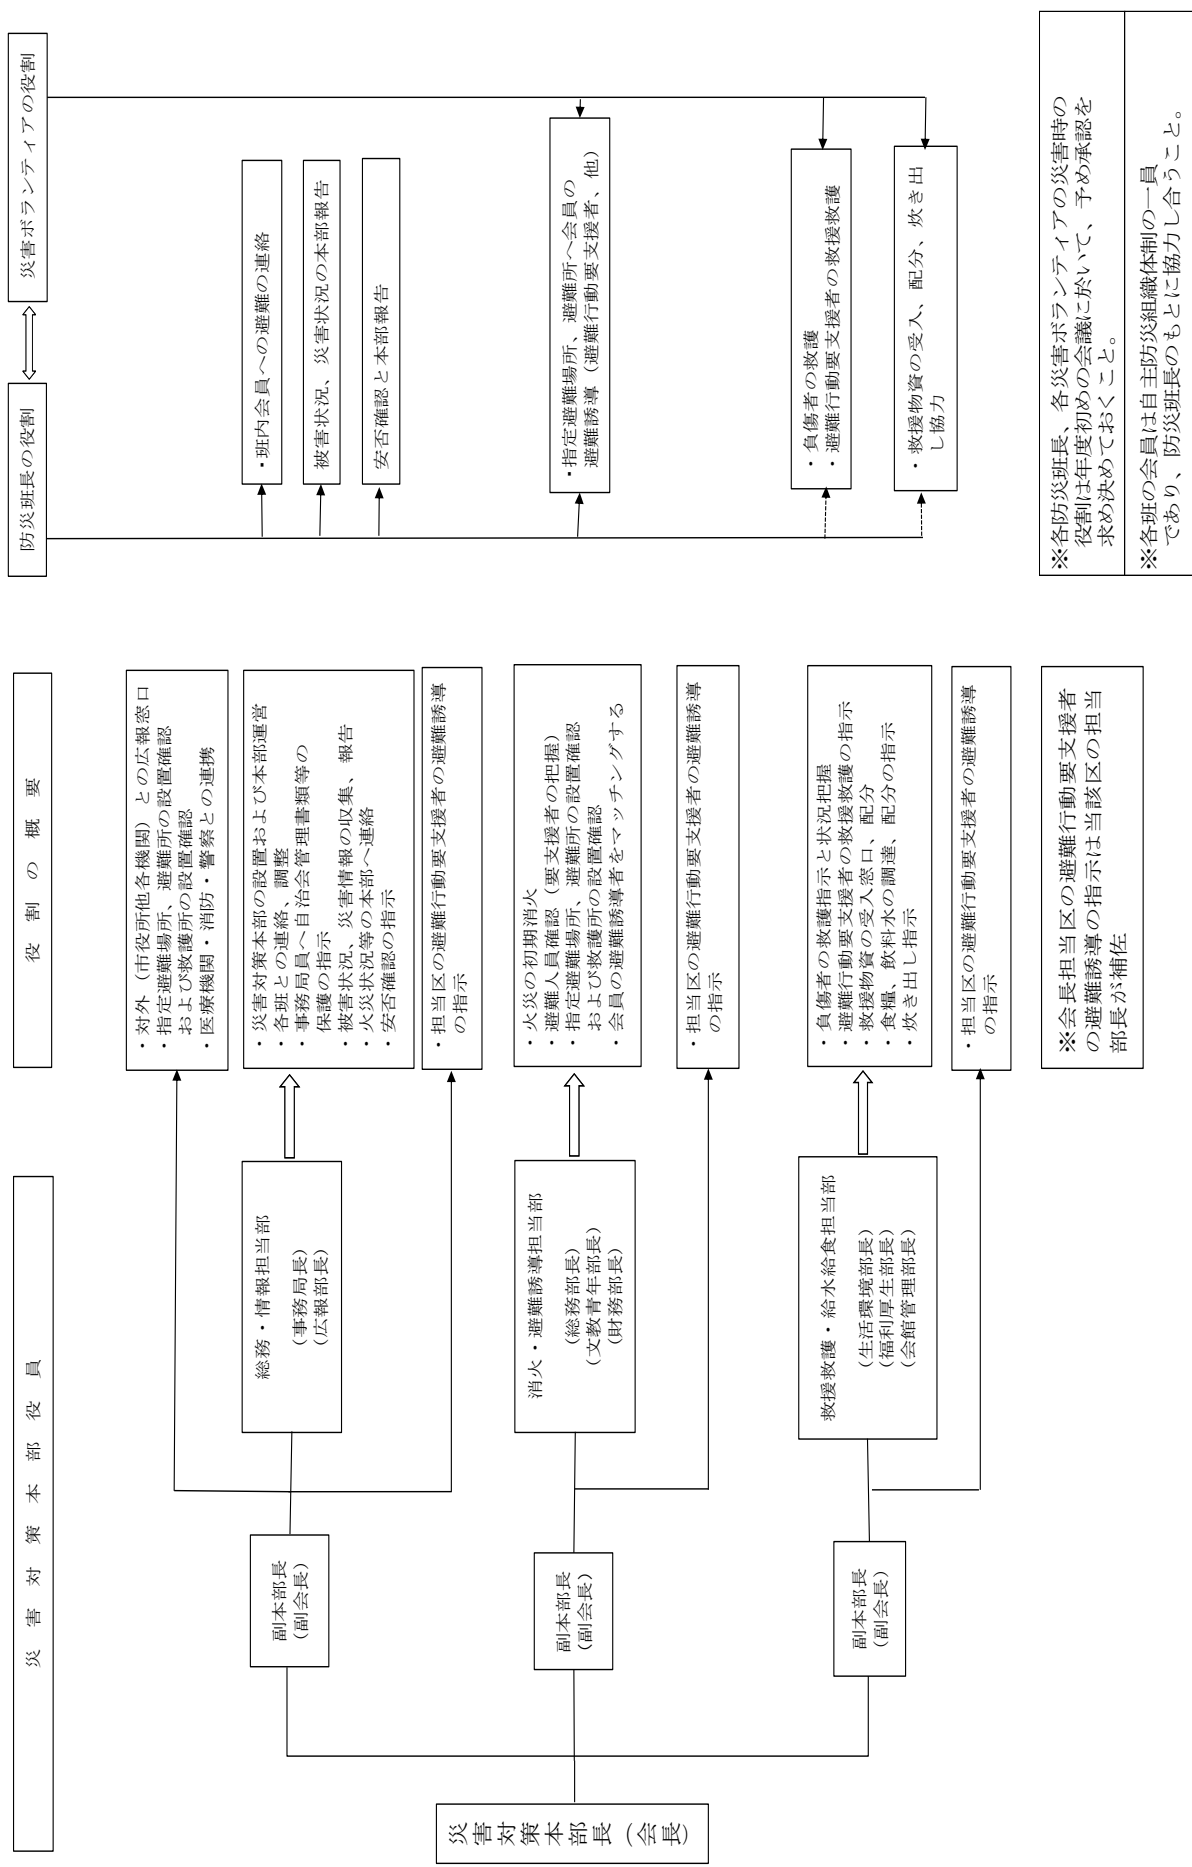 災害対策本部役員
役割の概要
防災班長の役割
災害ボランティアの役割
災害対策本部長（会長）
副本部長
（副会長）
総務・情報担当部
（事務局長）
（広報部長）
・対外（市役所他各機関）との広報窓口
・指定避難場所、避難所の設置確認
および救護所の設置確認
・医療機関・消防・警察との連携
・災害対策本部の設置および本部運営
・各班との連絡、調整
・事務局員へ自治会管理書類等の
保護の指示
・被害状況、災害情報の収集、報告
・火災状況等の本部へ連絡
・安否確認の指示
・担当区の避難行動要支援者の避難誘導
の指示
・班内会員への避難の連絡
被害状況、災害状況の本部報告
安否確認と本部報告
副本部長
（副会長）
消火・避難誘導担当部
（総務部長）
（文教青年部長）
（財務部長）
・火災の初期消火
・避難人員確認（要支援者の把握）
・指定避難場所、避難所の設置確認
および救護所の設置確認
・会員の避難誘導者をマッチングする
・担当区の避難行動要支援者の避難誘導
の指示
・指定避難場所、避難所へ会員の
避難誘導（避難行動要支援者、他）
副本部長
（副会長）
救援救護・給水給食担当部
（生活環境部長）
（福利厚生部長）
（会館管理部長）
・負傷者の救護指示と状況把握
・避難行動要支援者の救援救護の指示
・救援物資の受入窓口、配分
・食糧、飲料水の調達、配分の指示
・炊き出し指示
・担当区の避難行動要支援者の避難誘導
の指示
・負傷者の救護
・避難行動要支援者の救援救護
・救援物資の受入、配分、炊き出
し協力
※会長担当区の避難行動要支援者
の避難誘導の指示は当該区の担当
部長が補佐
※各防災班長、各災害ボランティアの災害時の
役割は年度初めの会議に於いて、予め承認を
求め決めておくこと。
※各班の会員は自主防災組織体制の一員
であり、防災班長のもとに協力し合うこと。